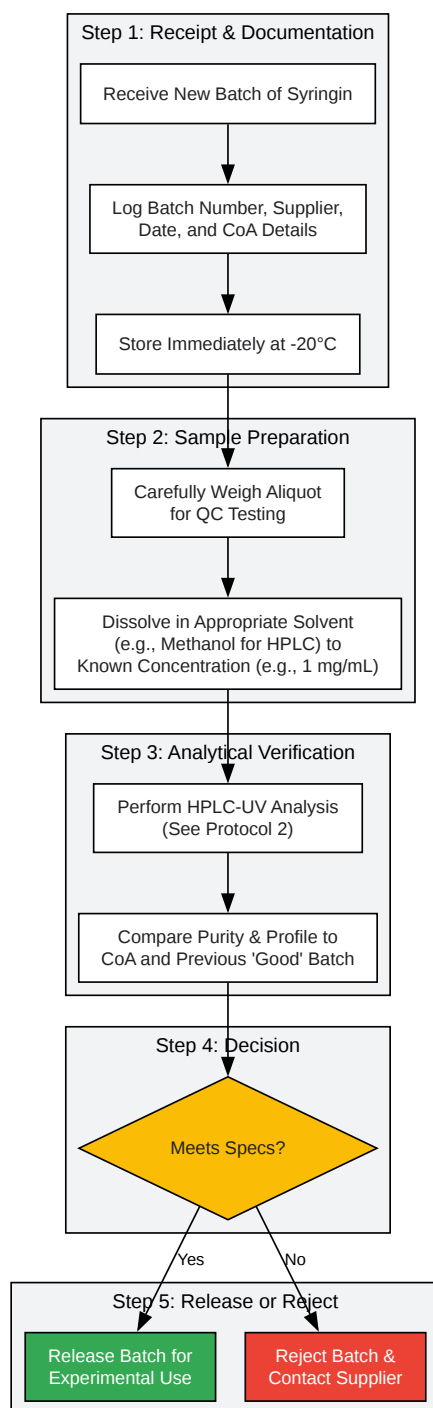 Step 1: Receipt & Documentation
Receive New Batch of Syringin
Log Batch Number, Supplier,
Date, and CoA Details
Store Immediately at -20°C
Step 2: Sample Preparation
Carefully Weigh Aliquot
for QC Testing
Dissolve in Appropriate Solvent
(e.g., Methanol for HPLC) to
Known Concentration (e.g., 1 mg/mL)
Step 3: Analytical Verification
Perform HPLC-UV Analysis
(See Protocol 2)
Compare Purity & Profile to
CoA and Previous 'Good' Batch
Step 4: Decision
Meets Specs?
Yes
No
Step 5: Release or Reject
Release Batch for
Experimental Use
Reject Batch &
Contact Supplier